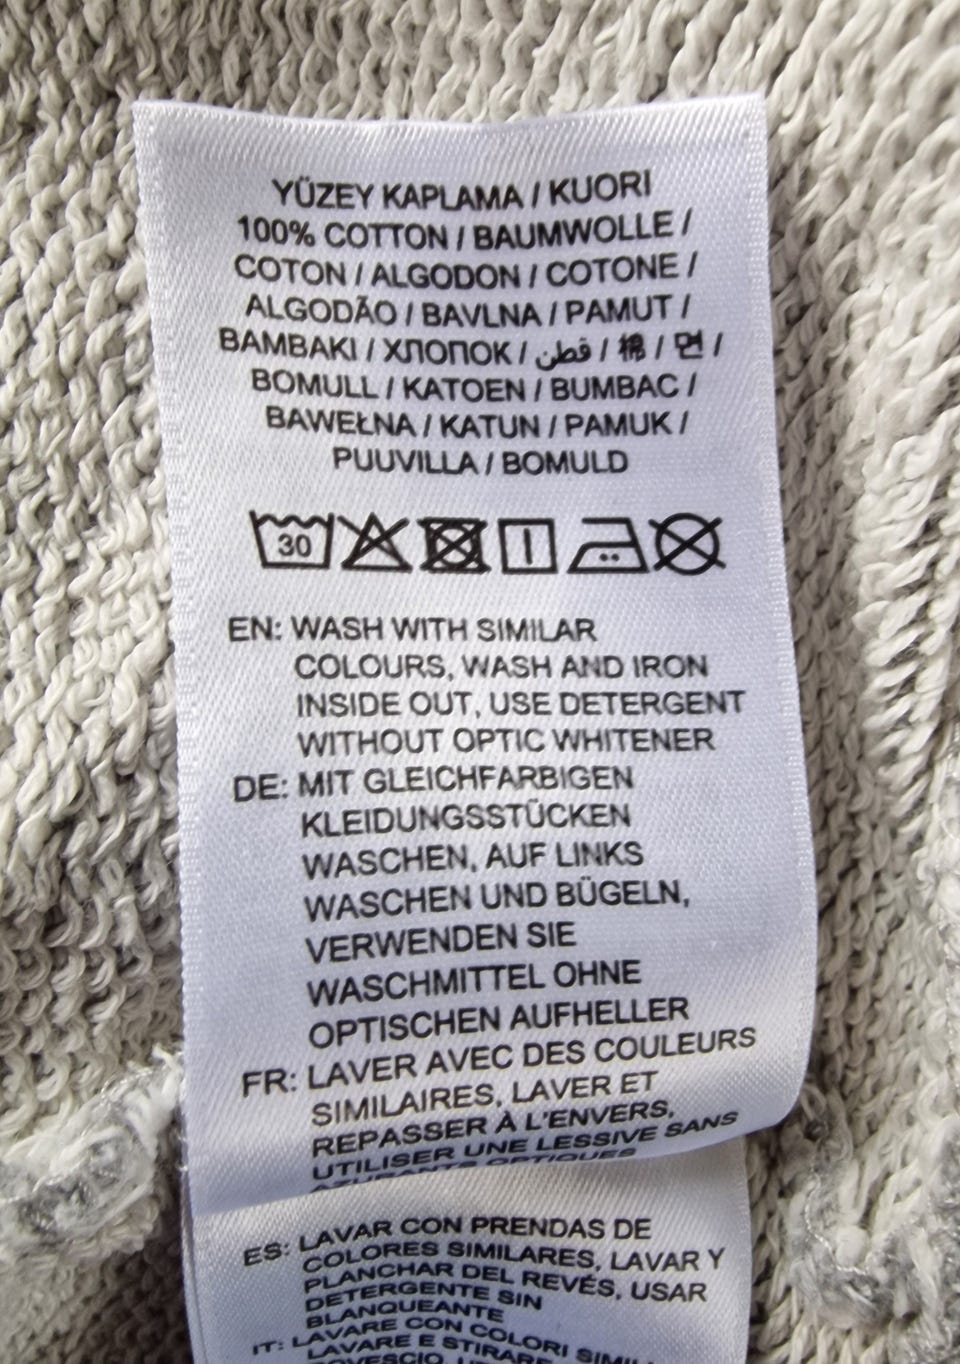 YÜZEY KAPLAMA / KUORI
100% COTTON / BAUMWOLLE /
COTON / ALGODON / COTONE /
ALGODÃO / BAVLNA / PAMUT /
BAMBAKI / ХЛОПОК / قطن / 棉 / 면 /
BOMULL / KATOEN / BUMBAC /
BAWEŁNA / KATUN / PAMUK /
PUUVILLA / BOMULD
30
EN: WASH WITH SIMILAR
COLOURS, WASH AND IRON
INSIDE OUT, USE DETERGENT
WITHOUT OPTIC WHITENER
DE: MIT GLEICHFARBIGEN
KLEIDUNGSSTÜCKEN
WASCHEN, AUF LINKS
WASCHEN UND BÜGELN,
VERWENDEN SIE
WASCHMITTEL OHNE
OPTISCHEN AUFHELLER
FR: LAVER AVEC DES COULEURS
SIMILAIRES, LAVER ET
REPASSER À L'ENVERS,
UTILISER UNE LESSIVE SANS
AZURANTS OPTIQUES
ES: LAVAR CON PRENDAS DE
COLORES SIMILARES, LAVAR Y
PLANCHAR DEL REVÉS, USAR
DETERGENTE SIN
BLANQUEANTE
IT: LAVARE CON COLORI SIMILI
LAVARE E STIRARE